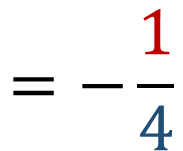 = − 1/4